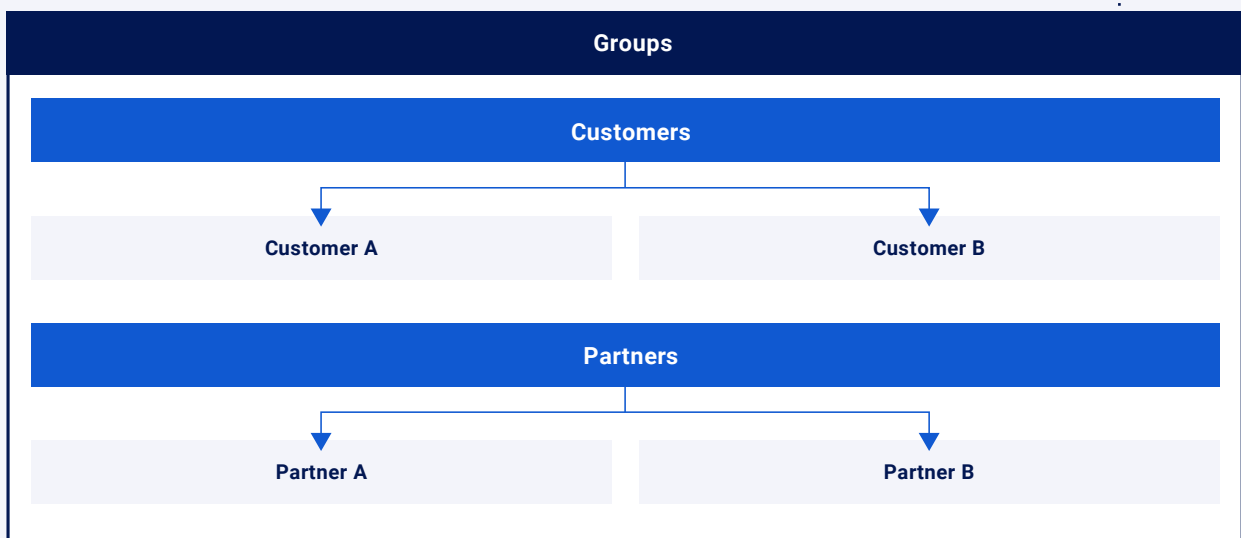 Groups
Customers
Customer A
Customer B
Partners
Partner A
Partner B